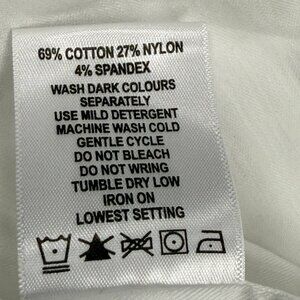 69% COTTON 27% NYLON
4% SPANDEX
WASH DARK COLOURS
SEPARATELY
USE MILD DETERGENT
MACHINE WASH COLD
GENTLE CYCLE
DO NOT BLEACH
DO NOT WRING
TUMBLE DRY LOW
IRON ON
LOWEST SETTING